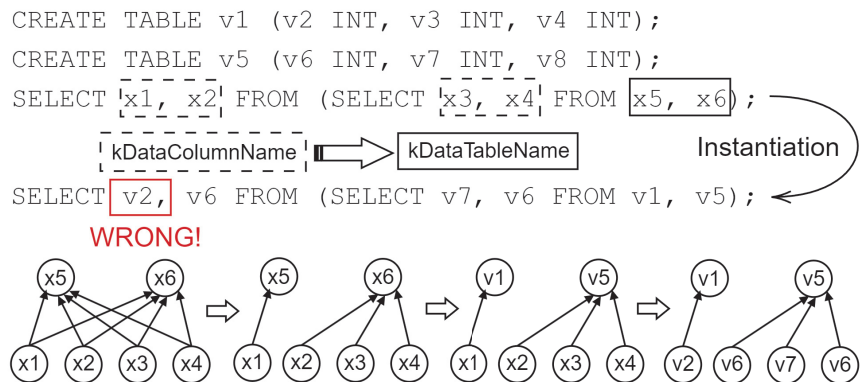 CREATE TABLE v1 (v2 INT, v3 INT, v4 INT);
CREATE TABLE v5 (v6 INT, v7 INT, v8 INT);
SELECT x1, x2 FROM (SELECT x3, x4 FROM x5, x6);
kDataColumnName kDataTableName Instantiation
SELECT v2, v6 FROM (SELECT v7, v6 FROM v1, v5);
WRONG!
x5 x6 x5 x6 v1 v5 v1 v5
x1 x2 x3 x4 x1 x2 x3 x4 x1 x2 x3 x4 v2 v6 v7 v6